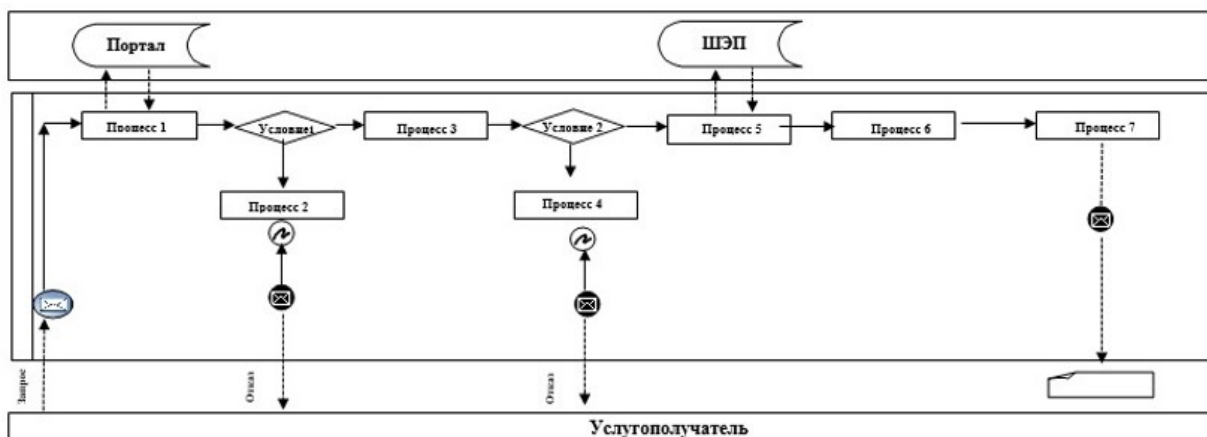 Портал
ШЭП
Процесс 1
Условие1
Процесс 3
Условие 2
Процесс 5
Процесс 6
Процесс 7
Процесс 2
Процесс 4
Запрос
Отказ
Отказ
Услугополучатель